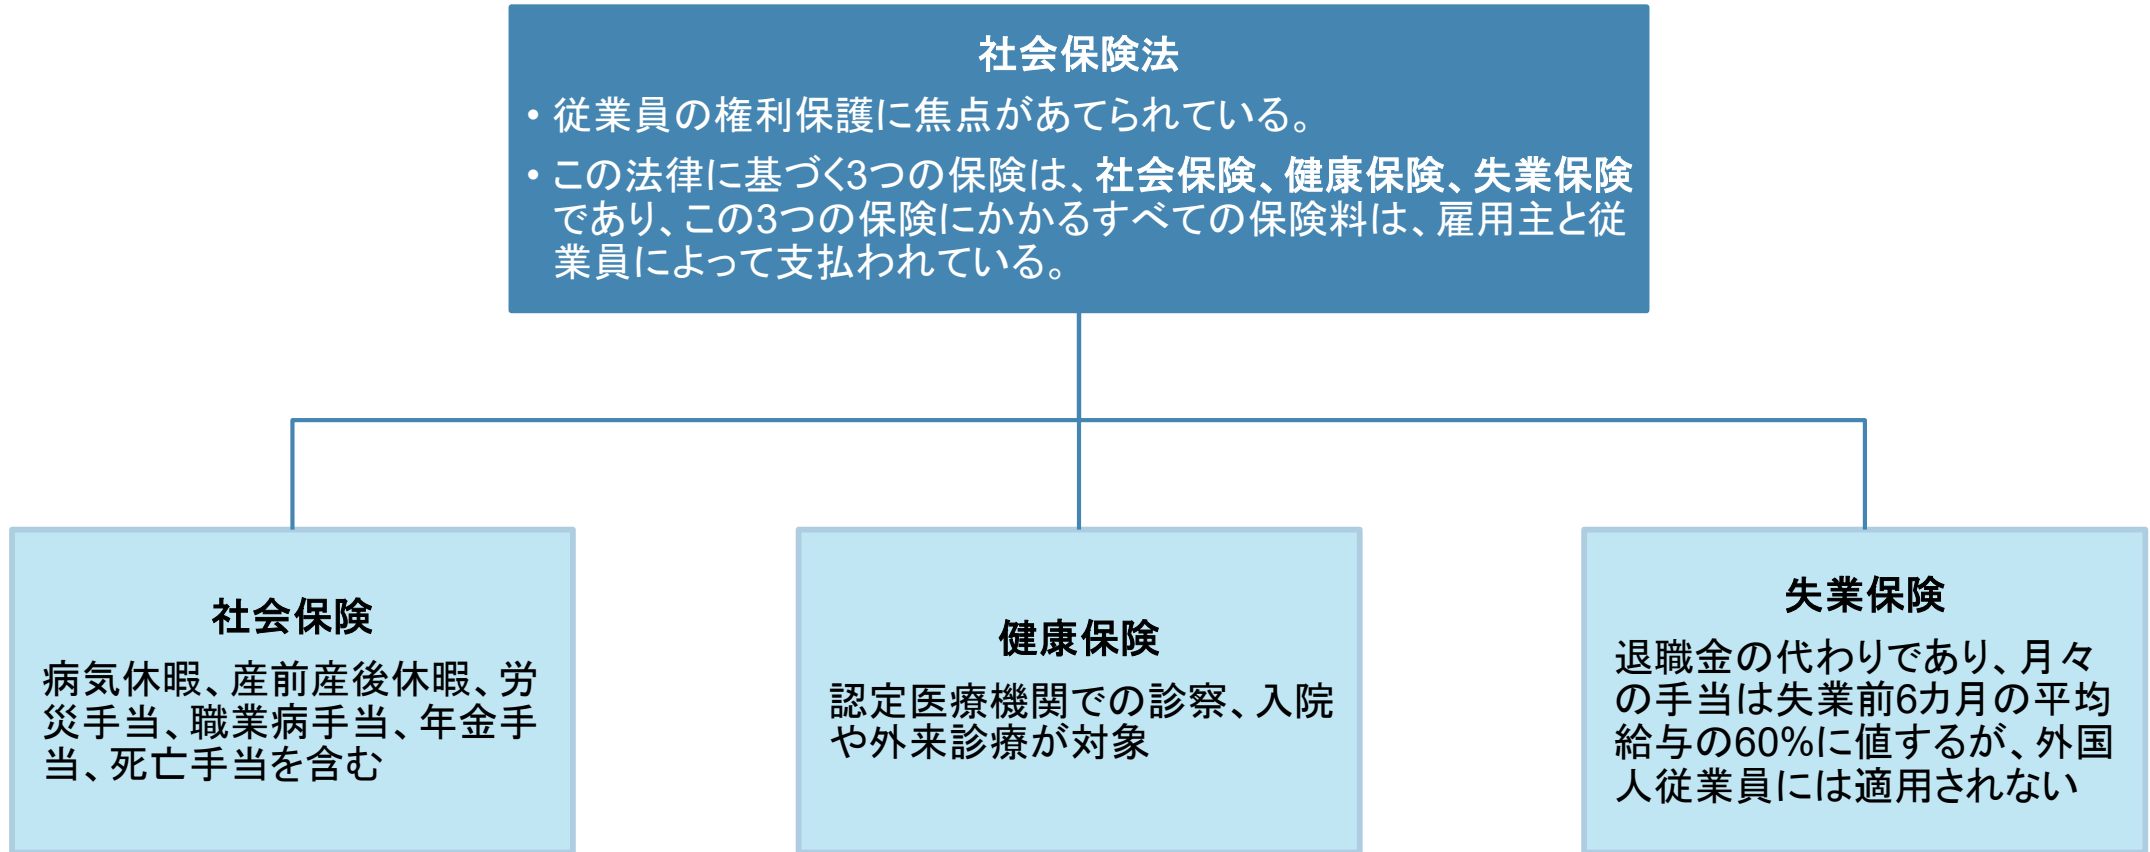 社会保険法
• 従業員の権利保護に焦点があてられている。
• この法律に基づく3つの保険は、社会保険、健康保険、失業保険
であり、この3つの保険にかかるすべての保険料は、雇用主と従
業員によって支払われている。
社会保険
病気休暇、産前産後休暇、労
災手当、職業病手当、年金手
当、死亡手当を含む
健康保険
認定医療機関での診察、入院
や外来診療が対象
失業保険
退職金の代わりであり、月々
の手当は失業前6カ月の平均
給与の60%に値するが、外国
人従業員には適用されない